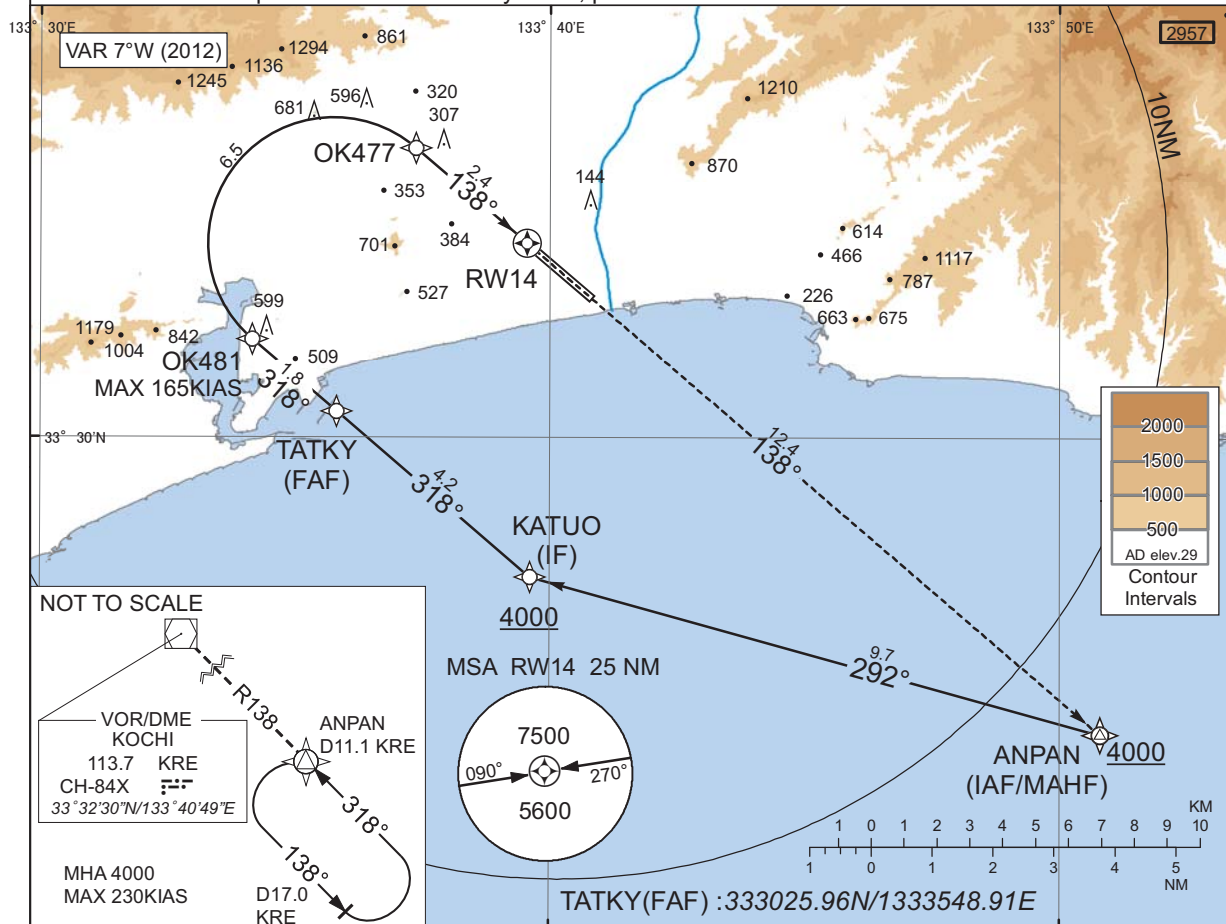 133° 30'E
133° 40'E
133° 50'E
2957
VAR 7°W (2012)
861
1294
1136
1245
681
596
320
307
1210
10NM
OK477
870
6.5
2.4
138°
353
144
384
701
614
466
1117
RW14
787
527
226
599
663
675
1179
1004
842
509
OK481
MAX 165KIAS
1.8
318°
33° 30'N
TATKY
(FAF)
12.4
138°
2000
1500
1000
500
AD elev.29
Contour
Intervals
4.2
318°
KATUO
(IF)
4000
9.7
292°
ANPAN
(IAF/MAHF)
4000
NOT TO SCALE
R138
VOR/DME
KOCHI
113.7 KRE
CH-84X
33°32'30"N/133°40'49"E
ANPAN
D11.1 KRE
318°
138°
D17.0
KRE
MHA 4000
MAX 230KIAS
MSA RW14 25 NM
7500
090°
270°
5600
KM
1 0 1 2 3 4 5 6 7 8 9 10
1 0 1 2 3 4 5
NM
TATKY(FAF) :333025.96N/1333548.91E